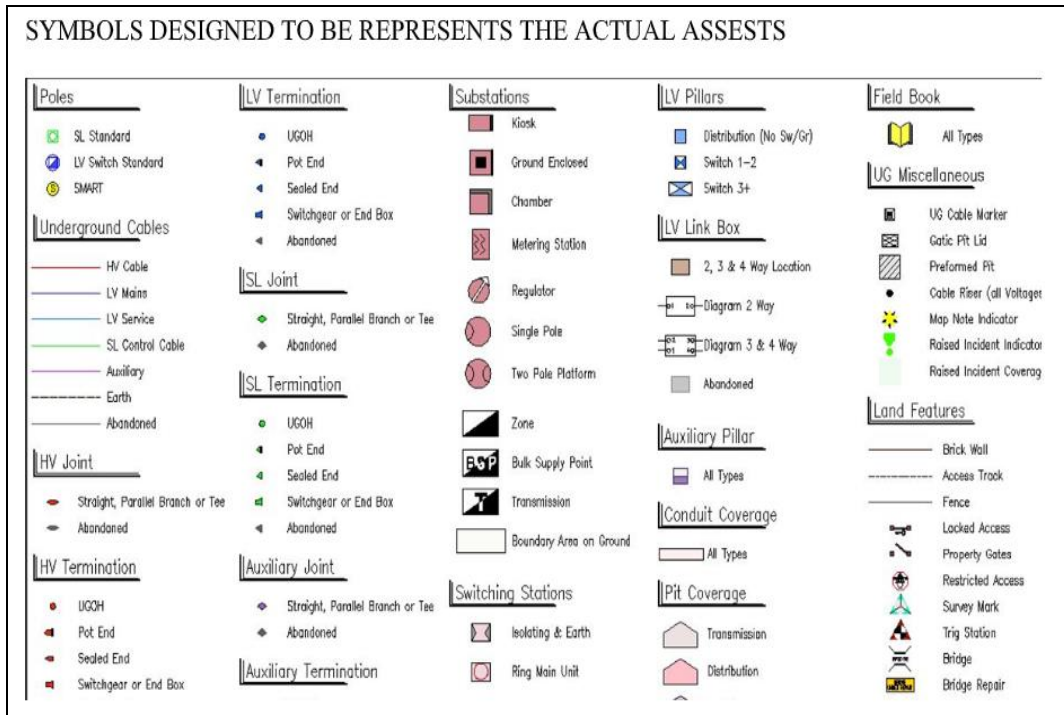 SYMBOLS DESIGNED TO BE REPRESENTS THE ACTUAL ASSESTS
Poles
SL Standard
LV Switch Standard
S
SMART
Underground Cables
HV Cable
LV Mains
LV Service
SL Control Cable
Auxiliary
Earth
Abandoned
HV Joint
Straight, Parallel Branch or Tee
Abandoned
HV Termination
UGOH
Pot End
Sealed End
Switchgear or End Box
LV Termination
UGOH
Pot End
Sealed End
Switchgear or End Box
Abandoned
SL Joint
Straight, Parallel Branch or Tee
Abandoned
SL Termination
UGOH
Pot End
Sealed End
Switchgear or End Box
Abandoned
Auxiliary Joint
Straight, Parallel Branch or Tee
Abandoned
Auxiliary Termination
Substations
Kiosk
Ground Enclosed
Chamber
Metering Station
Regulator
Single Pole
Two Pole Platform
Zone
BSP
Bulk Supply Point
T
Transmission
Boundary Area on Ground
Switching Stations
Isolating & Earth
Ring Main Unit
LV Pillars
Distribution (No Sw/Gr)
Switch 1-2
Switch 3+
LV Link Box
2, 3 & 4 Way Location
Diagram 2 Way
Diagram 3 & 4 Way
Abandoned
Auxiliary Pillar
All Types
Conduit Coverage
All Types
Pit Coverage
Transmission
Distribution
Field Book
All Types
UG Miscellaneous
UG Cable Marker
Gatic Pit Lid
Preformed Pit
Cable Riser (all Voltage
Map Note Indicator
Raised Incident Indicator
Raised Incident Coverag
Land Features
Brick Wall
Access Track
Fence
Locked Access
Property Gates
Restricted Access
Survey Mark
Trig Station
Bridge
Bridge Repair